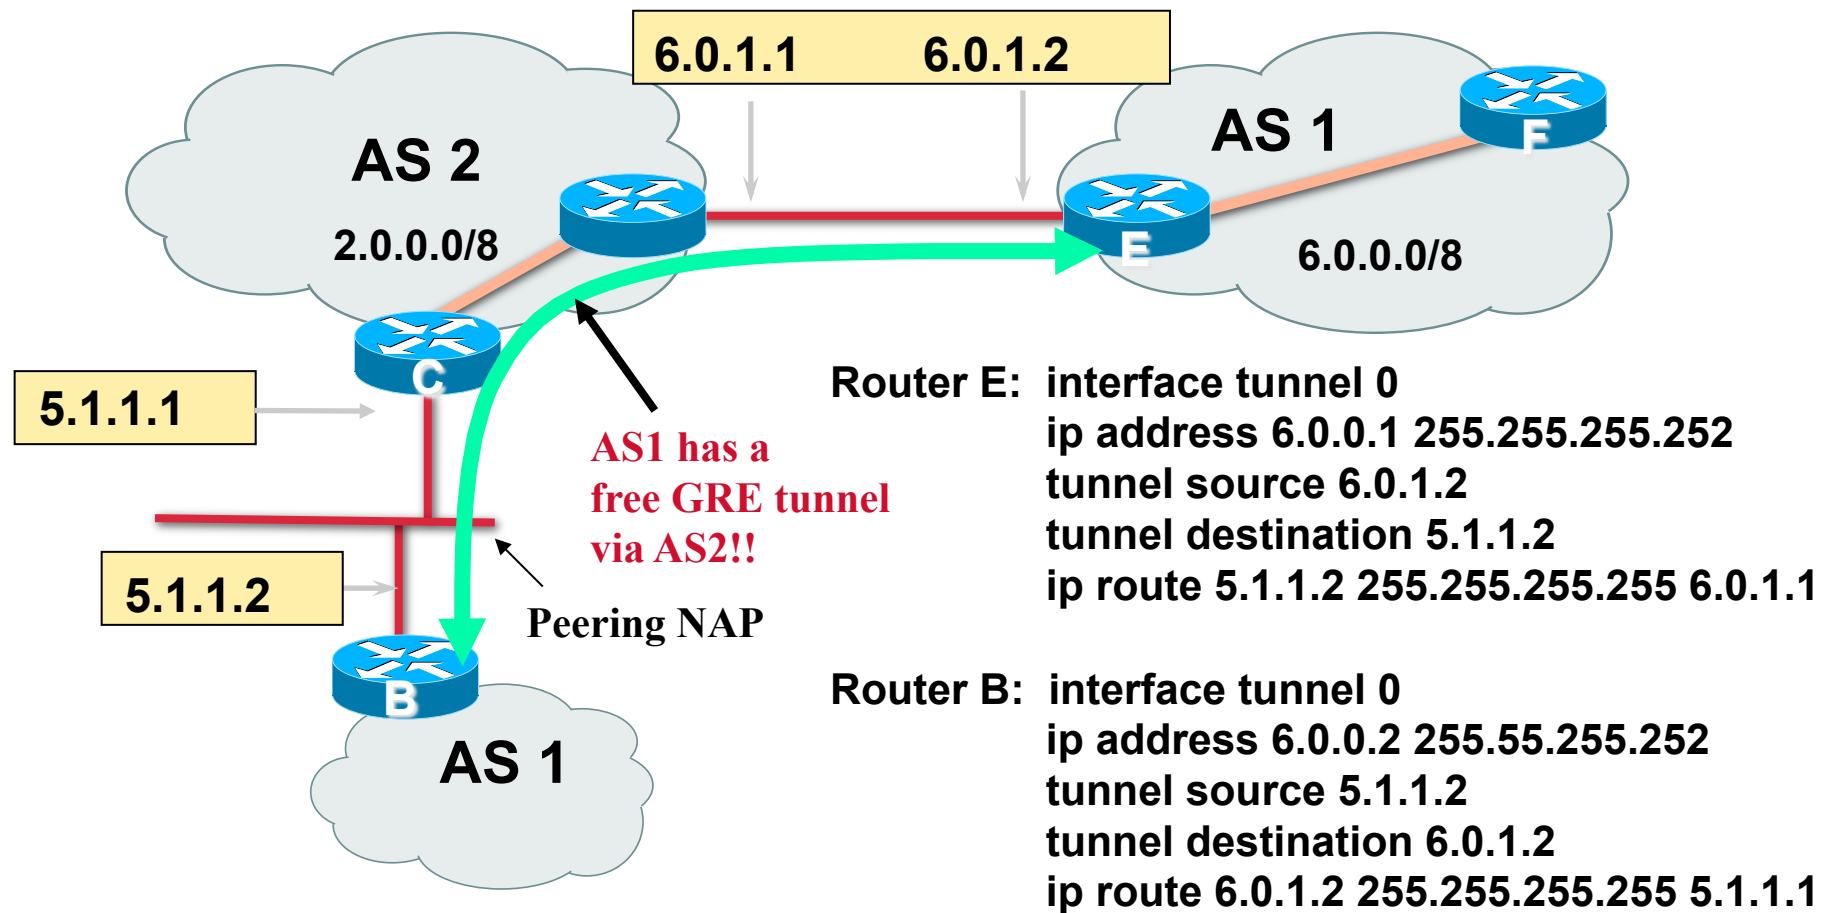 6.0.1.1 6.0.1.2
AS 2
AS 1
F
2.0.0.0/8
E
6.0.0.0/8
C
5.1.1.1
AS1 has a
free GRE tunnel
via AS2!!
5.1.1.2
Peering NAP
B
AS 1
Router E: interface tunnel 0
ip address 6.0.0.1 255.255.255.252
tunnel source 6.0.1.2
tunnel destination 5.1.1.2
ip route 5.1.1.2 255.255.255.255 6.0.1.1
Router B: interface tunnel 0
ip address 6.0.0.2 255.55.255.252
tunnel source 5.1.1.2
tunnel destination 6.0.1.2
ip route 6.0.1.2 255.255.255.255 5.1.1.1